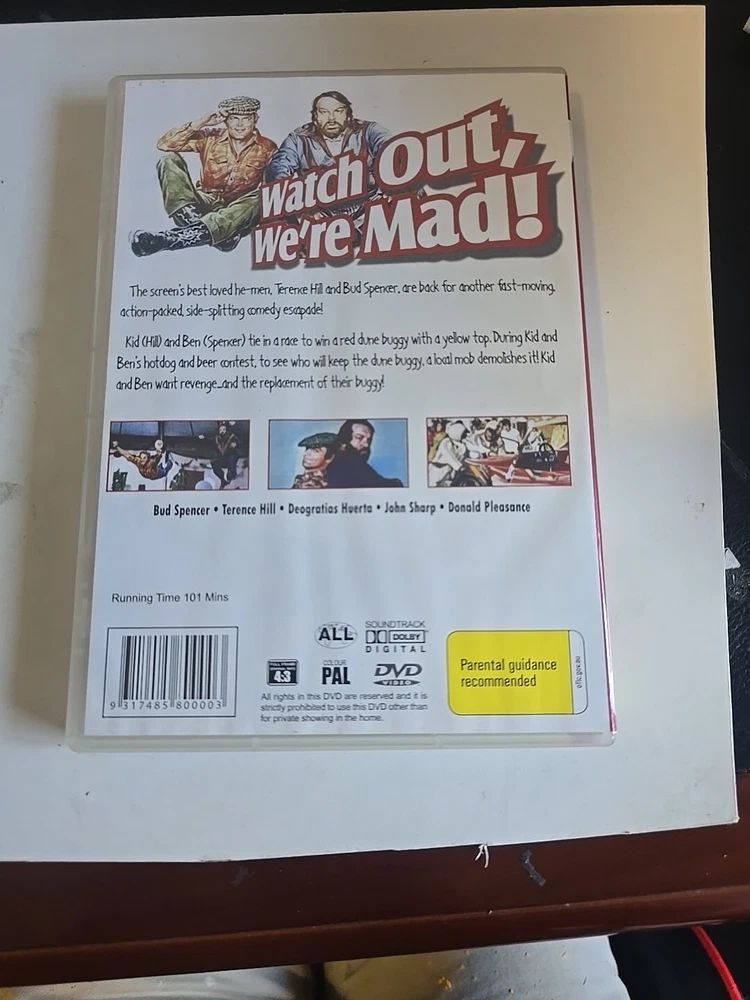 Watch Out,
We're Mad!
The screen's best loved he-men, Terence Hill and Bud Spencer, are back for another fast-moving,
action-packed, side-splitting comedy escapade!
Kid (Hill) and Ben (Spencer) tie in a race to win a red dune buggy with a yellow top. During Kid and
Ben's hotdog and beer contest, to see who will keep the dune buggy, a local mob demolishes it! Kid
and Ben want revenge...and the replacement of their buggy!
Bud Spencer • Terence Hill • Deogratias Huerta • John Sharp • Donald Pleasance
Running Time 101 Mins
9 317485 800003
ALL
SOUNDTRACK
DOLBY
DIGITAL
FULL FRAME
4:3
COLOUR
PAL
DVD
VIDEO
All rights in this DVD are reserved and it is
strictly prohibited to use this DVD other than
for private showing in the home.
Parental guidance
recommended
oflc.gov.au